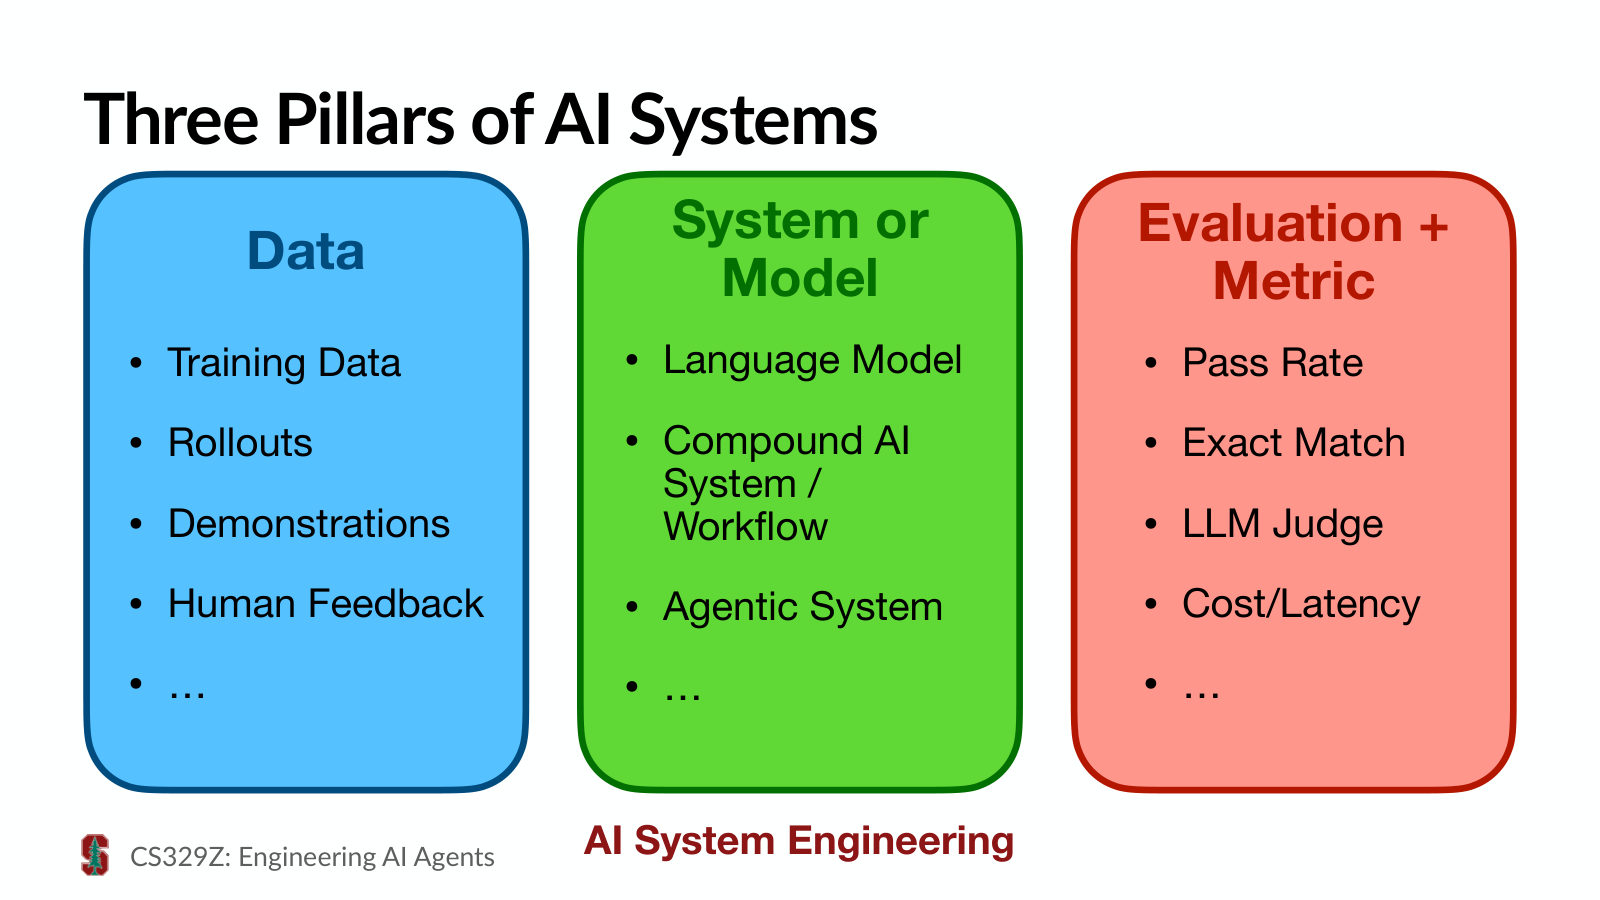 Three Pillars of AI Systems
Data
• Training Data
• Rollouts
• Demonstrations
• Human Feedback
• …
System or
Model
• Language Model
• Compound AI
System /
Workflow
• Agentic System
• …
Evaluation +
Metric
• Pass Rate
• Exact Match
• LLM Judge
• Cost/Latency
• …
AI System Engineering
S
CS329Z: Engineering AI Agents